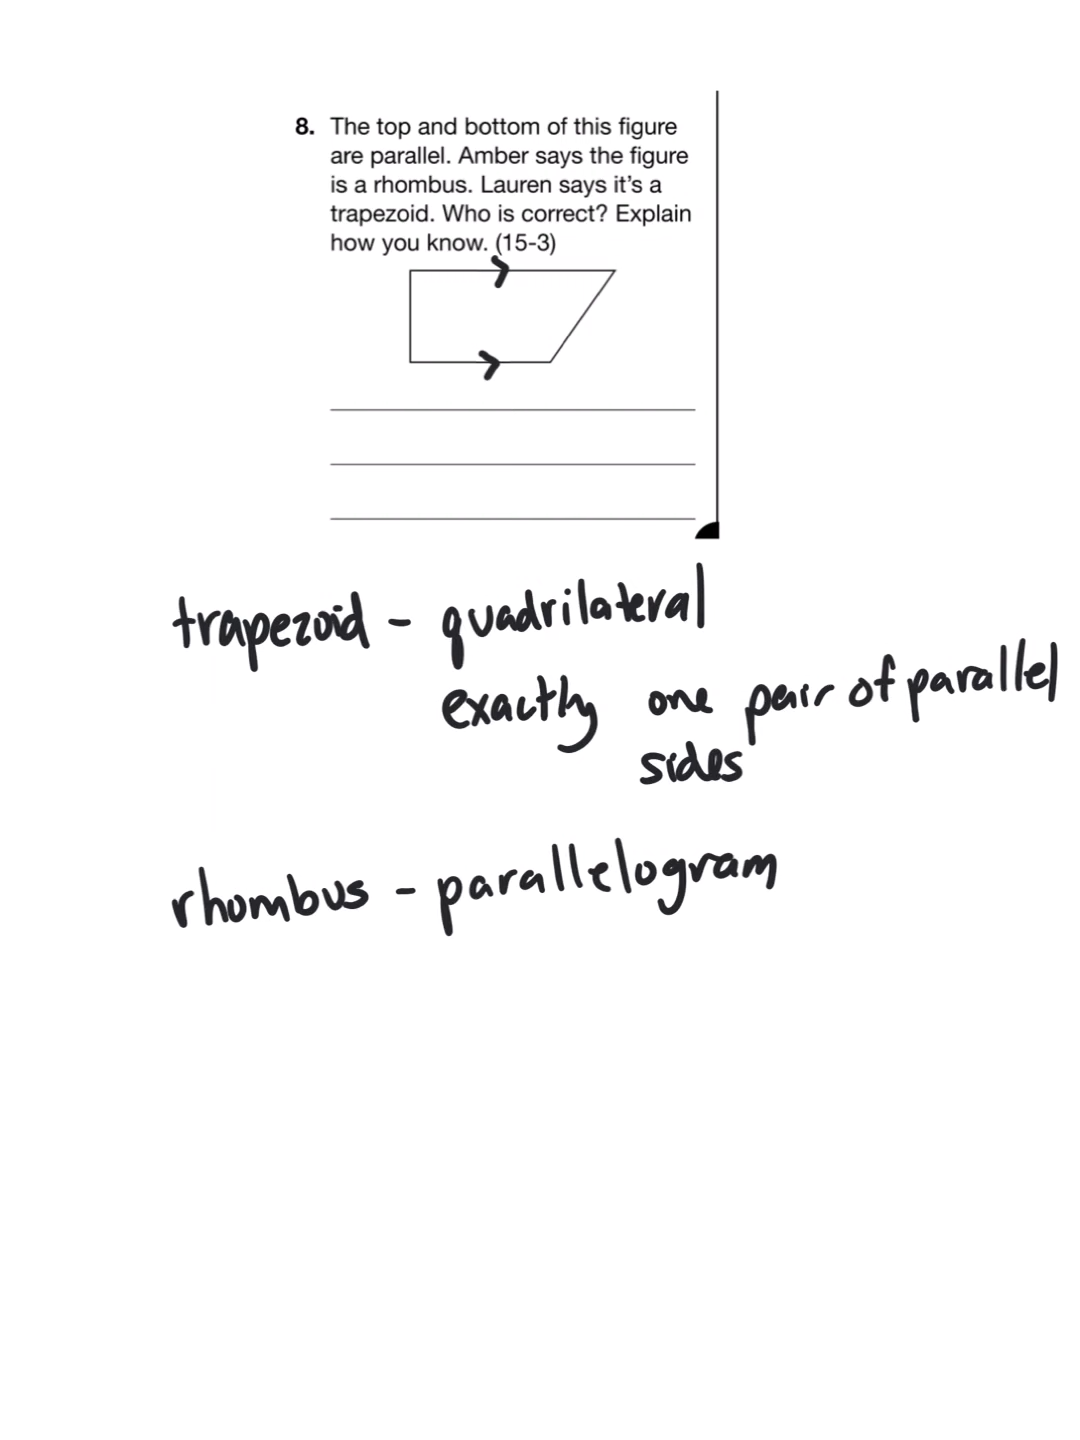 8. The top and bottom of this figure
are parallel. Amber says the figure
is a rhombus. Lauren says it's a
trapezoid. Who is correct? Explain
how you know. (15-3)
trapezoid - quadrilateral
exactly one pair of parallel
sides
rhombus - parallelogram